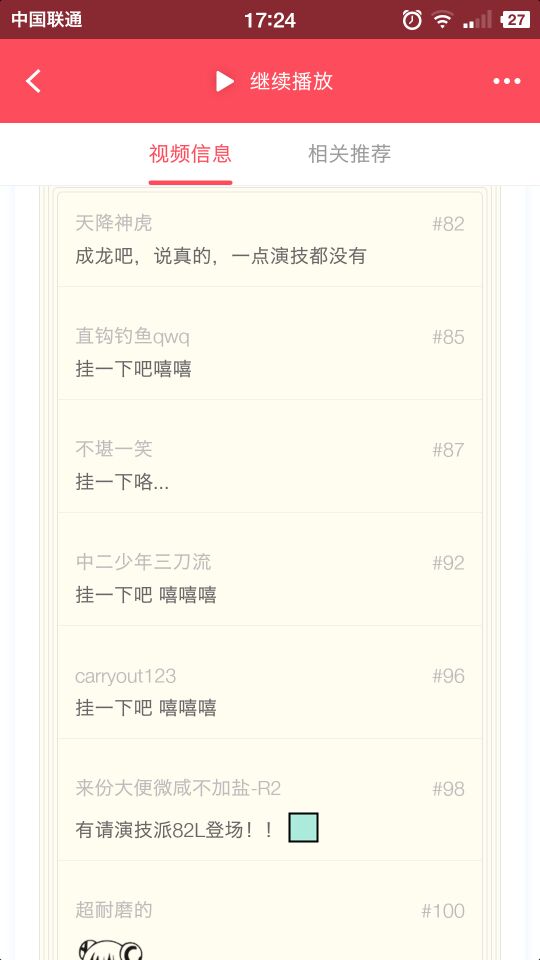 中国联通 17:24 27
继续播放
视频信息 相关推荐
天降神虎 #82
成龙吧，说真的，一点演技都没有
直钩钓鱼qwq #85
挂一下吧嘻嘻
不堪一笑 #87
挂一下咯...
中二少年三刀流 #92
挂一下吧 嘻嘻嘻
carryout123 #96
挂一下吧 嘻嘻嘻
来份大便微咸不加盐-R2 #98
有请演技派82L登场！！
超耐磨的 #100